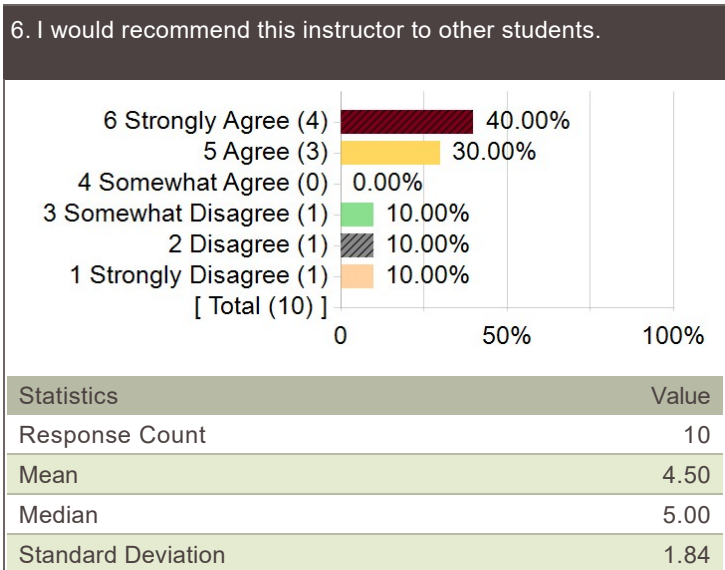 6. I would recommend this instructor to other students.
6 Strongly Agree (4) 40.00%
5 Agree (3) 30.00%
4 Somewhat Agree (0) 0.00%
3 Somewhat Disagree (1) 10.00%
2 Disagree (1) 10.00%
1 Strongly Disagree (1) 10.00%
[ Total (10) ]
0 50% 100%
Statistics Value
Response Count 10
Mean 4.50
Median 5.00
Standard Deviation 1.84